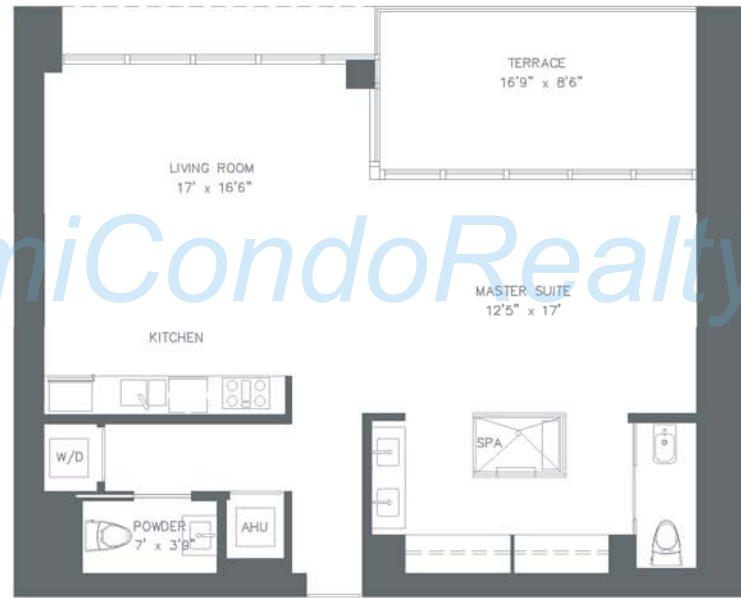 TERRACE
16'9" x 8'6"
LIVING ROOM
17' x 16'6"
miCondoRealty
MASTER SUITE
12'5" x 17'
KITCHEN
SPA
W/D
POWDER
7' x 3'9"
AHU